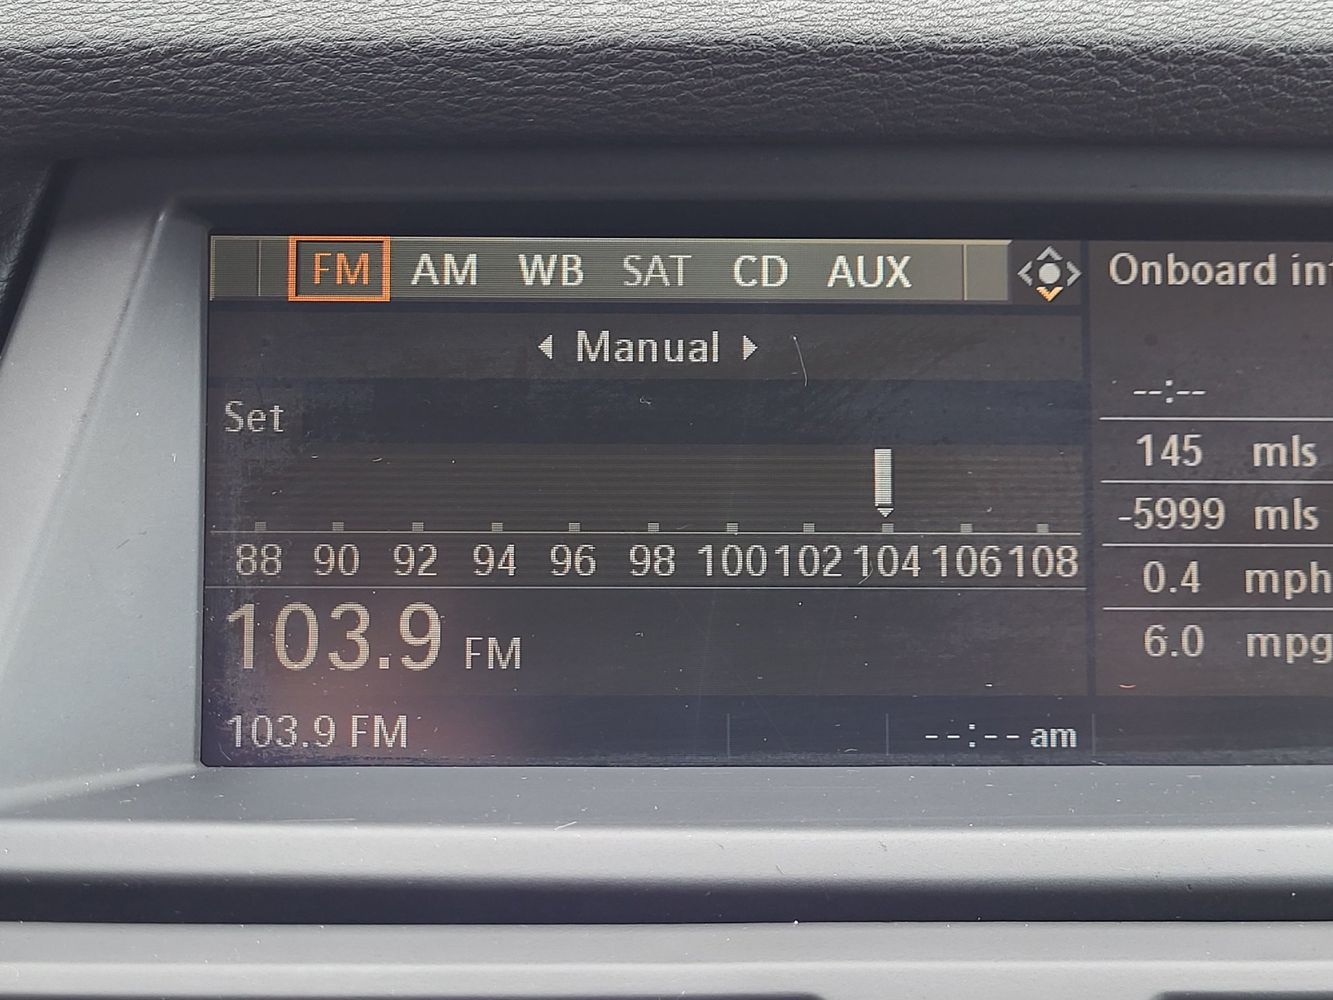 FM AM WB SAT CD AUX
Manual
Set
88 90 92 94 96 98 100 102 104 106 108
103.9 FM
103.9 FM
--:-- am
Onboard in
--:--
145 mls
-5999 mls
0.4 mph
6.0 mpg